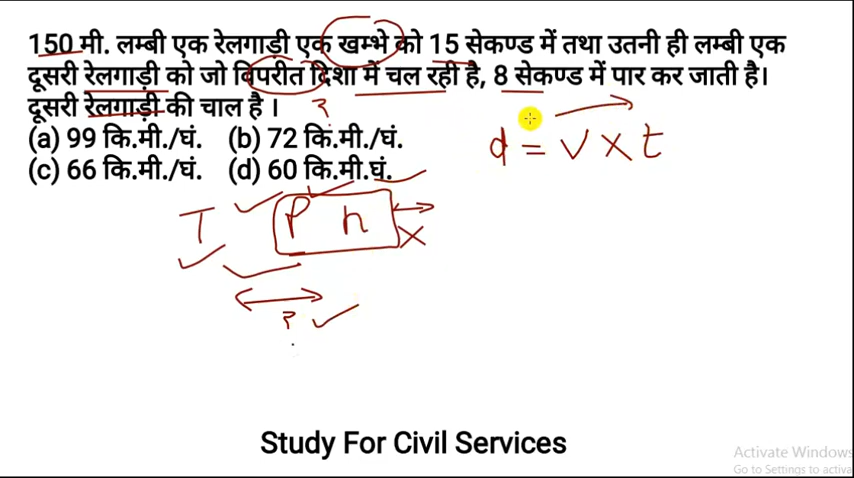 150 मी. लम्बी एक रेलगाड़ी एक खम्भे को 15 सेकण्ड में तथा उतनी ही लम्बी एक
दूसरी रेलगाड़ी को जो विपरीत दिशा में चल रही है, 8 सेकण्ड में पार कर जाती है।
दूसरी रेलगाड़ी की चाल है ।
?
(a) 99 कि.मी./घं. (b) 72 कि.मी./घं.
(c) 66 कि.मी./घं. (d) 60 कि.मी.घं.
d = V X t
T P n X
?
Study For Civil Services
Activate Windows
Go to Settings to activa